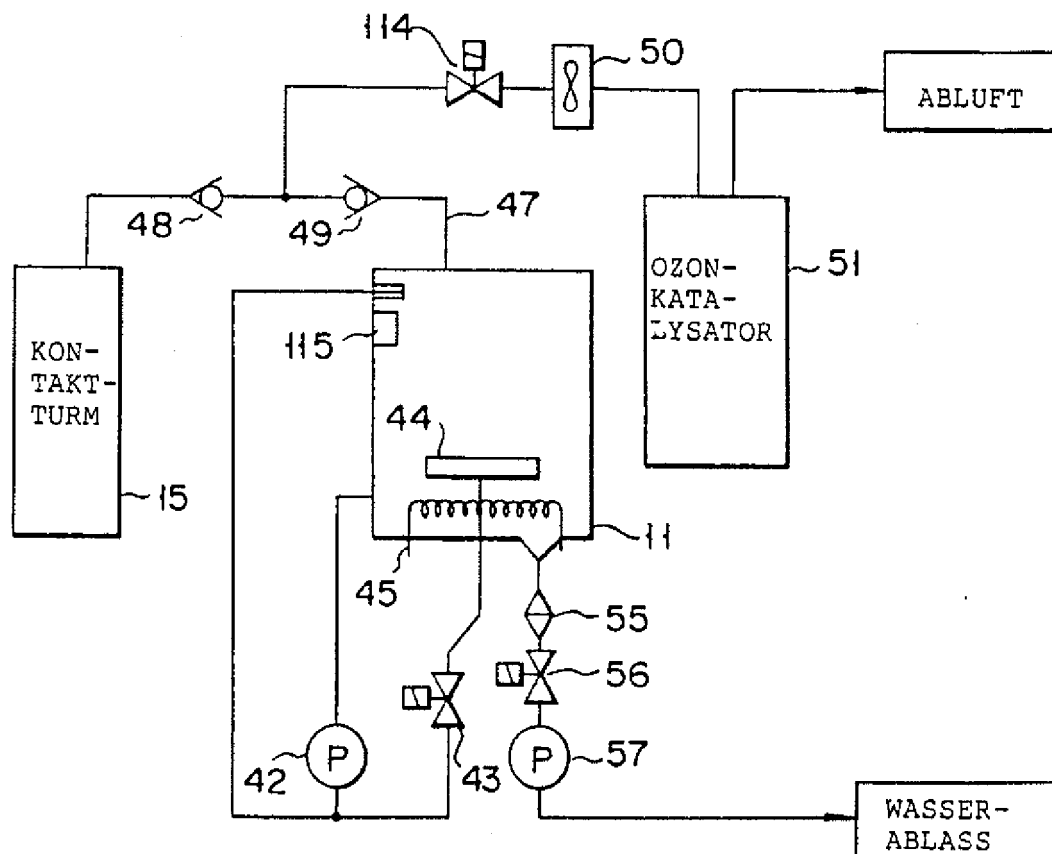 114
50
ABLUFT
48
49
47
OZON-
KATA-
LYSATOR
51
115
KON-
TAKT-
TURM
44
15
11
45
55
56
43
42
P
P
57
WASSER-
ABLASS